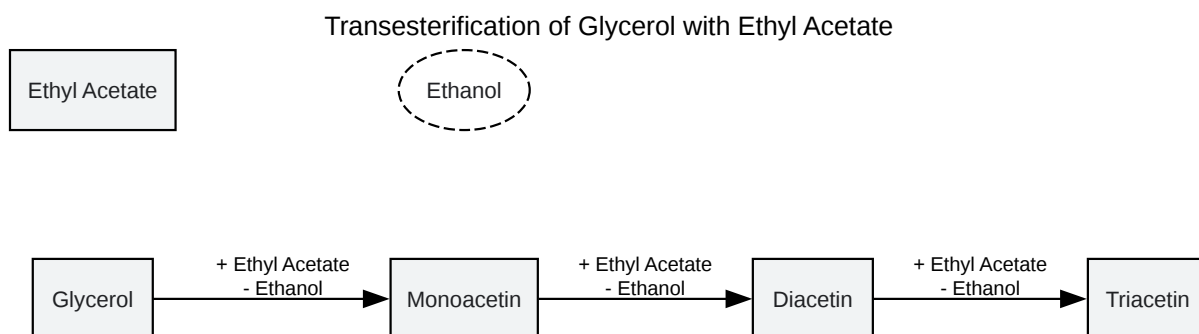 Transesterification of Glycerol with Ethyl Acetate
Ethyl Acetate
Ethanol
+ Ethyl Acetate
- Ethanol
+ Ethyl Acetate
- Ethanol
+ Ethyl Acetate
- Ethanol
Glycerol
Monoacetin
Diacetin
Triacetin